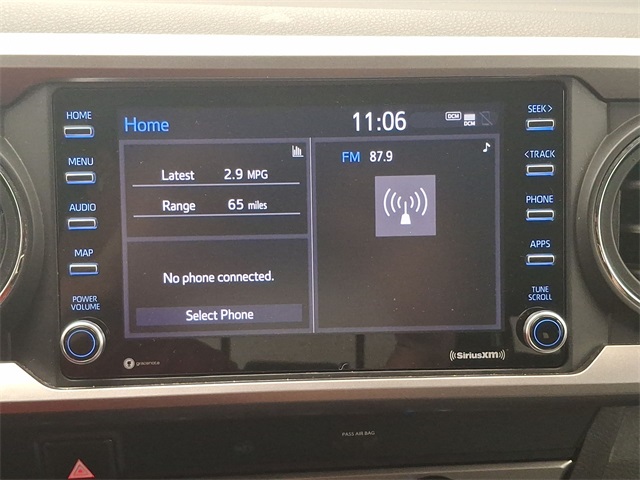 HOME
MENU
AUDIO
MAP
POWER
VOLUME
Home
11:06
DCM
DCM
Latest 2.9 MPG
Range 65 miles
No phone connected.
Select Phone
FM 87.9
SEEK >
< TRACK
PHONE
APPS
TUNE
SCROLL
gracenote
((SiriusXM))
PASS AIR BAG